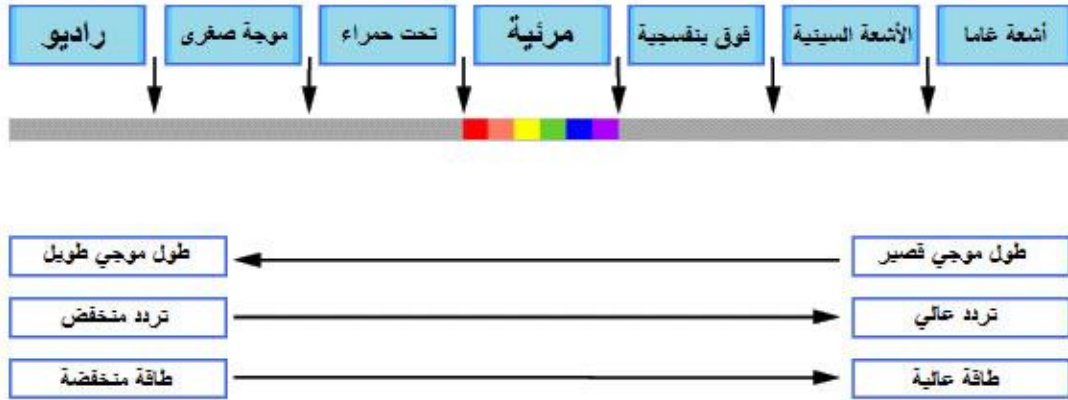 أشعة غاما
الأشعة السينية
فوق بنفسجية
مرئية
تحت حمراء
موجة صغرى
راديو
طول موجي قصير
طول موجي طويل
تردد عالي
تردد منخفض
طاقة عالية
طاقة منخفضة